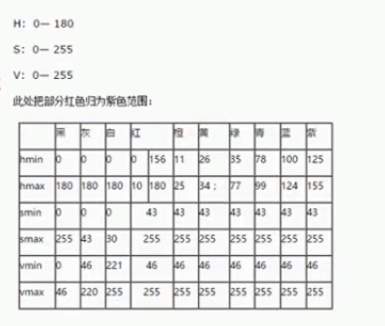 H: 0— 180
S: 0— 255
V: 0— 255
此处把部分红色归为紫色范围:
黑 灰 白 红 橙 黄 绿 青 蓝 紫
hmin 0 0 0 0 156 11 26 35 78 100 125
hmax 180 180 180 10 180 25 34; 77 99 124 155
smin 0 0 0 43 43 43 43 43 43 43
smax 255 43 30 255 255 255 255 255 255 255
vmin 0 46 221 46 46 46 46 46 46 46
vmax 46 220 255 255 255 255 255 255 255 255